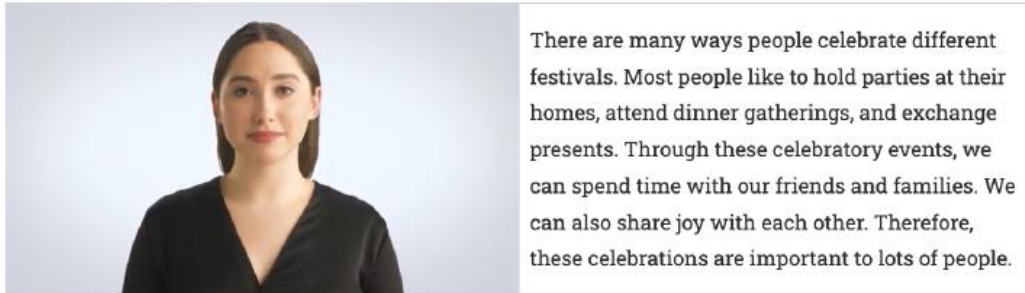 There are many ways people celebrate different
festivals. Most people like to hold parties at their
homes, attend dinner gatherings, and exchange
presents. Through these celebratory events, we
can spend time with our friends and families. We
can also share joy with each other. Therefore,
these celebrations are important to lots of people.